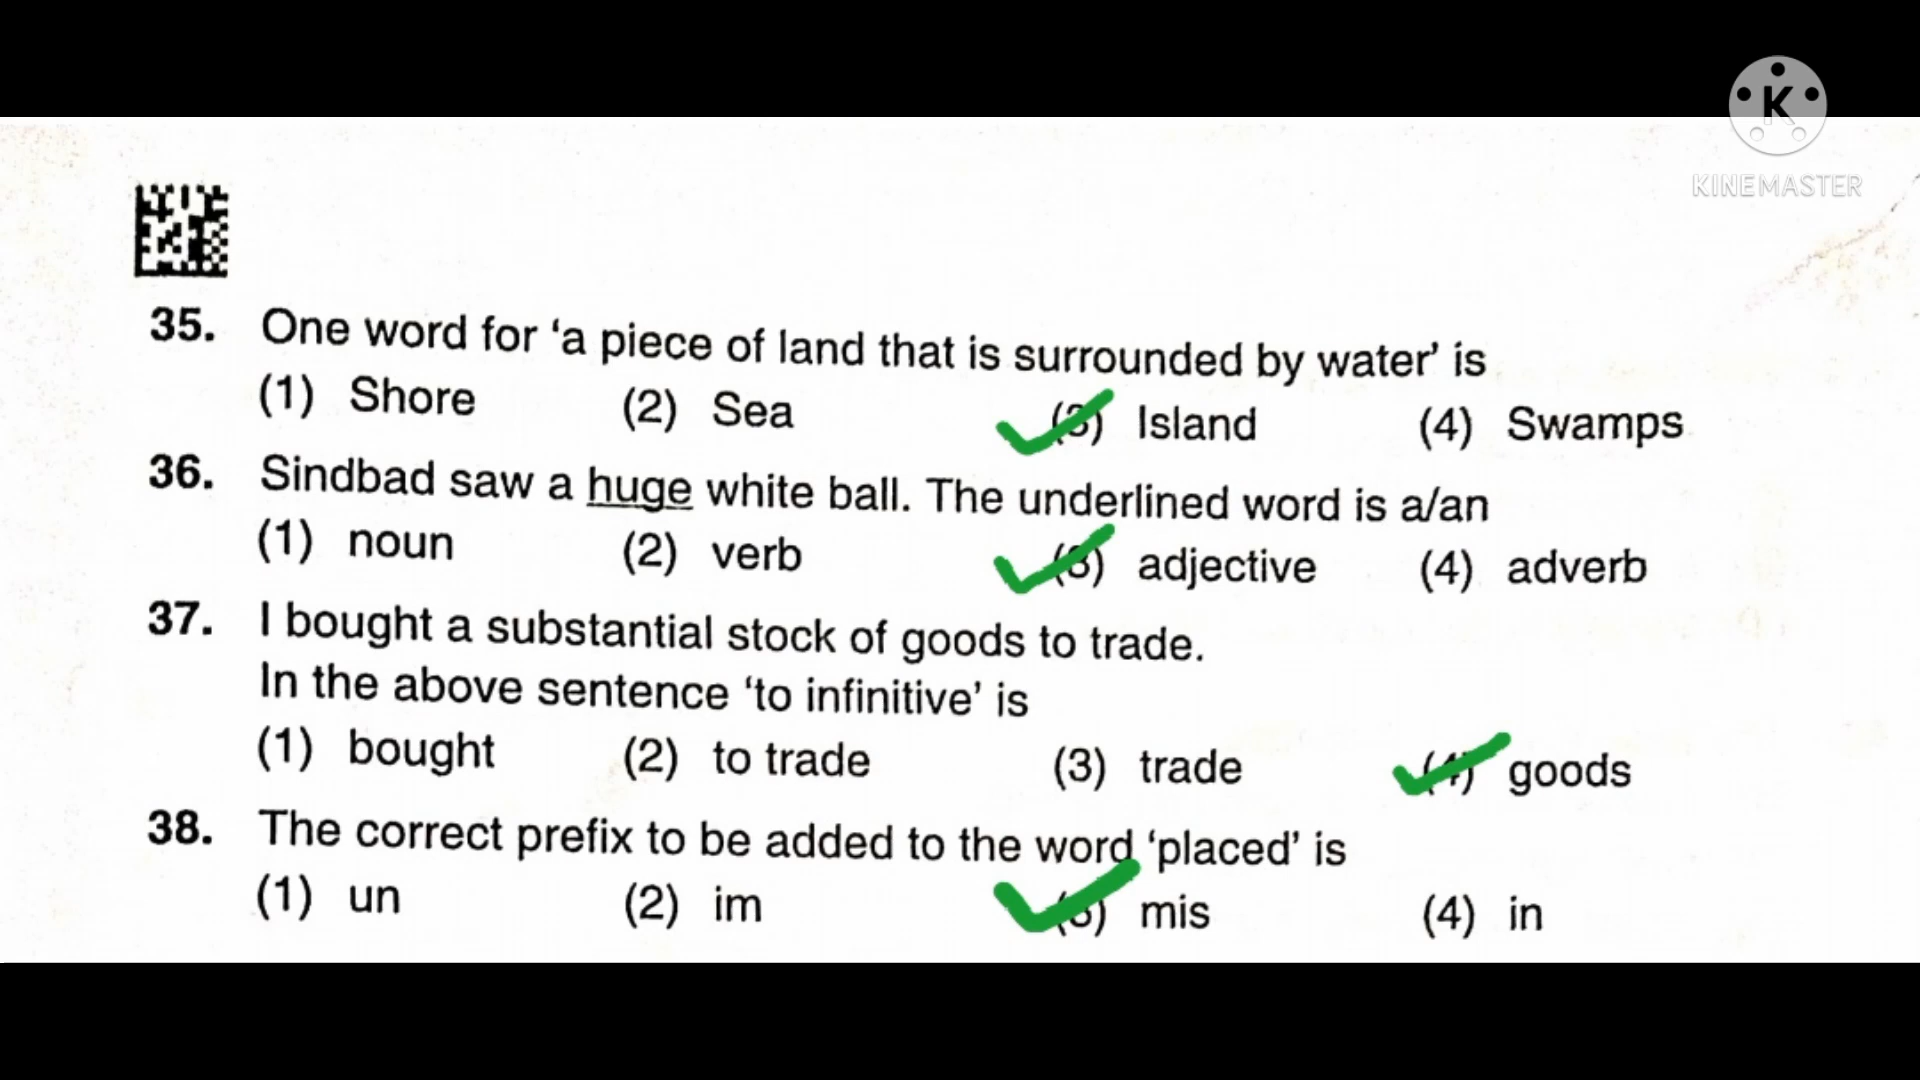 K
KINEMASTER
35. One word for ‘a piece of land that is surrounded by water’ is
(1) Shore (2) Sea (3) Island (4) Swamps
36. Sindbad saw a huge white ball. The underlined word is a/an
(1) noun (2) verb (3) adjective (4) adverb
37. I bought a substantial stock of goods to trade.
In the above sentence ‘to infinitive’ is
(1) bought (2) to trade (3) trade (4) goods
38. The correct prefix to be added to the word ‘placed’ is
(1) un (2) im (3) mis (4) in